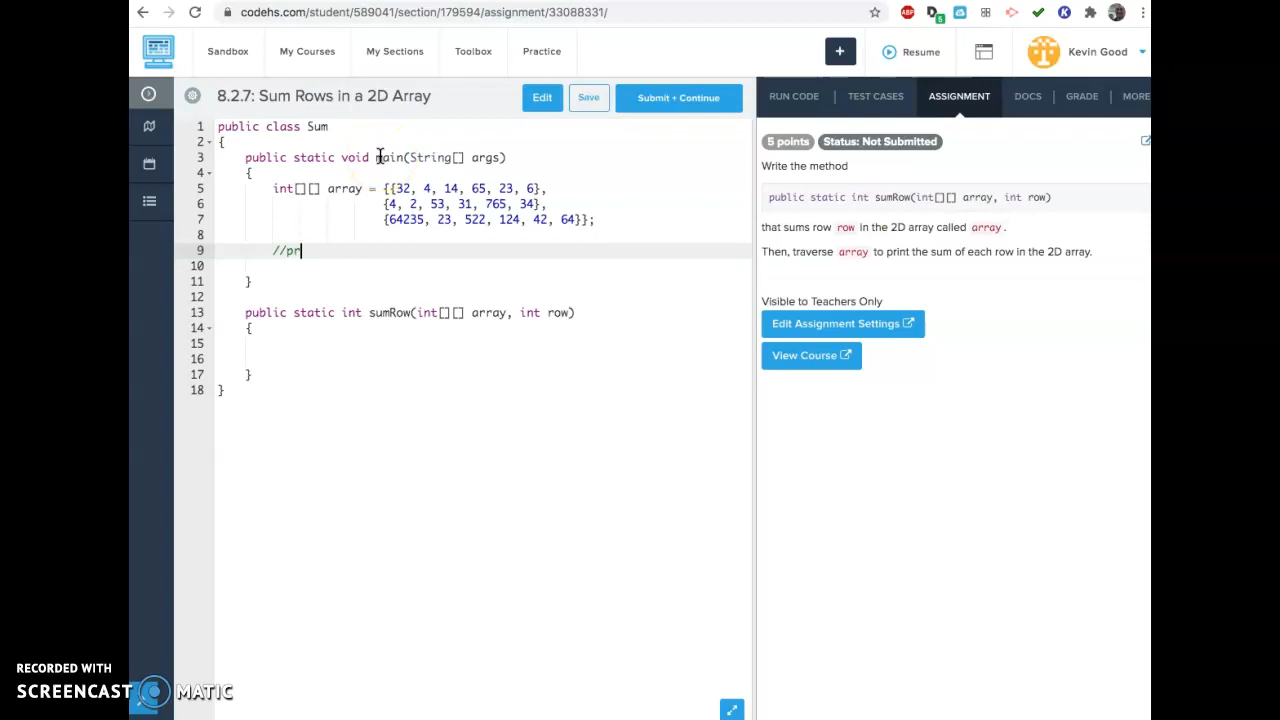 codehs.com/student/589041/section/179594/assignment/33088331/
ABP
5
K
Sandbox
My Courses
My Sections
Toolbox
Practice
+
Resume
Kevin Good
8.2.7: Sum Rows in a 2D Array
Edit
Save
Submit + Continue
RUN CODE
TEST CASES
ASSIGNMENT
DOCS
GRADE
MORE
1 public class Sum
2 {
3 public static void main(String[] args)
4 {
5 int[][] array = {{32, 4, 14, 65, 23, 6},
6 {4, 2, 53, 31, 765, 34},
7 {64235, 23, 522, 124, 42, 64}};
8
9 //pr
10
11 }
12
13 public static int sumRow(int[][] array, int row)
14 {
15
16
17 }
18 }
5 points
Status: Not Submitted
Write the method
public static int sumRow(int[][] array, int row)
that sums row row in the 2D array called array.
Then, traverse array to print the sum of each row in the 2D array.
Visible to Teachers Only
Edit Assignment Settings
View Course
RECORDED WITH
SCREENCAST MATIC